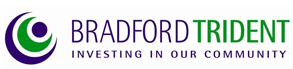 BRADFORD TRIDENT
INVESTING IN OUR COMMUNITY